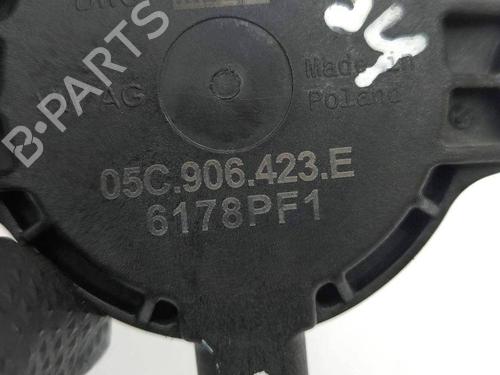 Made in
AG Poland
05C.906.423.E
6178PF1
B-PARTS